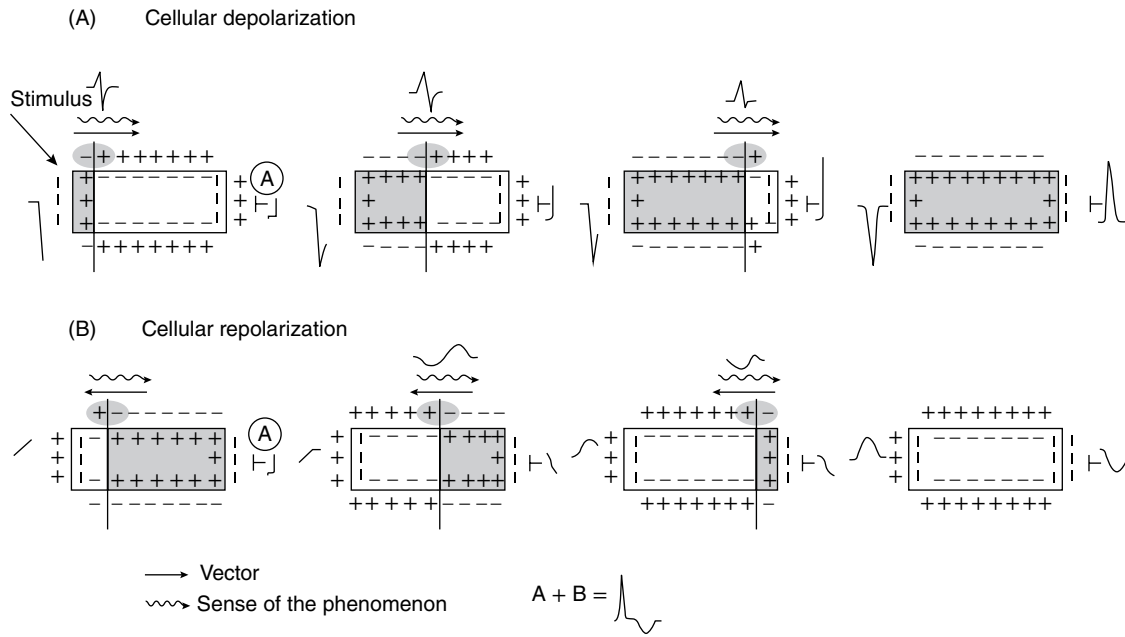 (A) Cellular depolarization
Stimulus
A
(B) Cellular repolarization
A
Vector
Sense of the phenomenon
A + B =